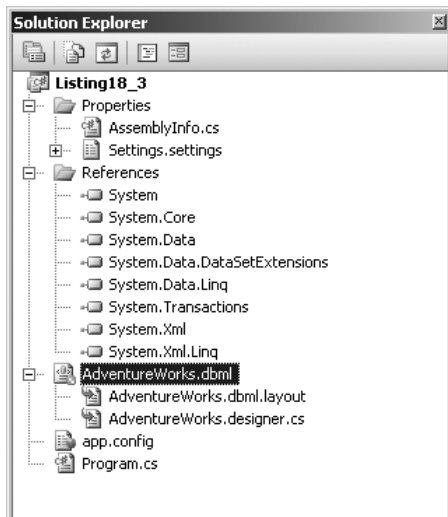 Solution Explorer
Listing18_3
Properties
AssemblyInfo.cs
Settings.settings
References
System
System.Core
System.Data
System.Data.DataSetExtensions
System.Data.Linq
System.Transactions
System.Xml
System.Xml.Linq
AdventureWorks.dbml
AdventureWorks.dbml.layout
AdventureWorks.designer.cs
app.config
Program.cs